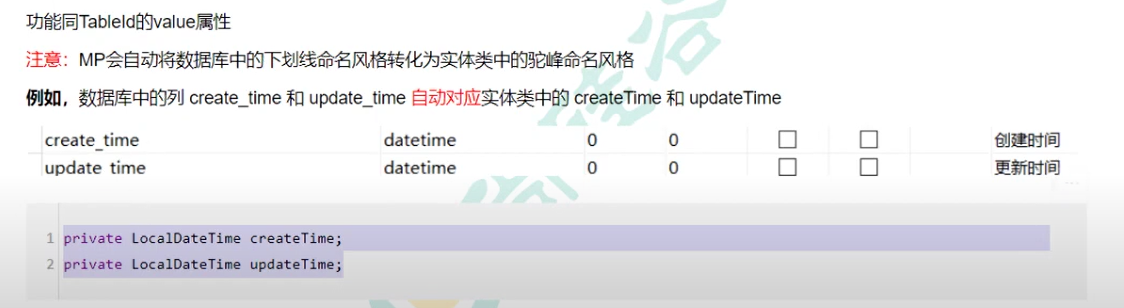 功能同TableId的value属性
注意：MP会自动将数据库中的下划线命名风格转化为实体类中的驼峰命名风格
例如，数据库中的列 create_time 和 update_time 自动对应实体类中的 createTime 和 updateTime
create_time datetime 0 0 创建时间
update_time datetime 0 0 更新时间
1 private LocalDateTime createTime;
2 private LocalDateTime updateTime;